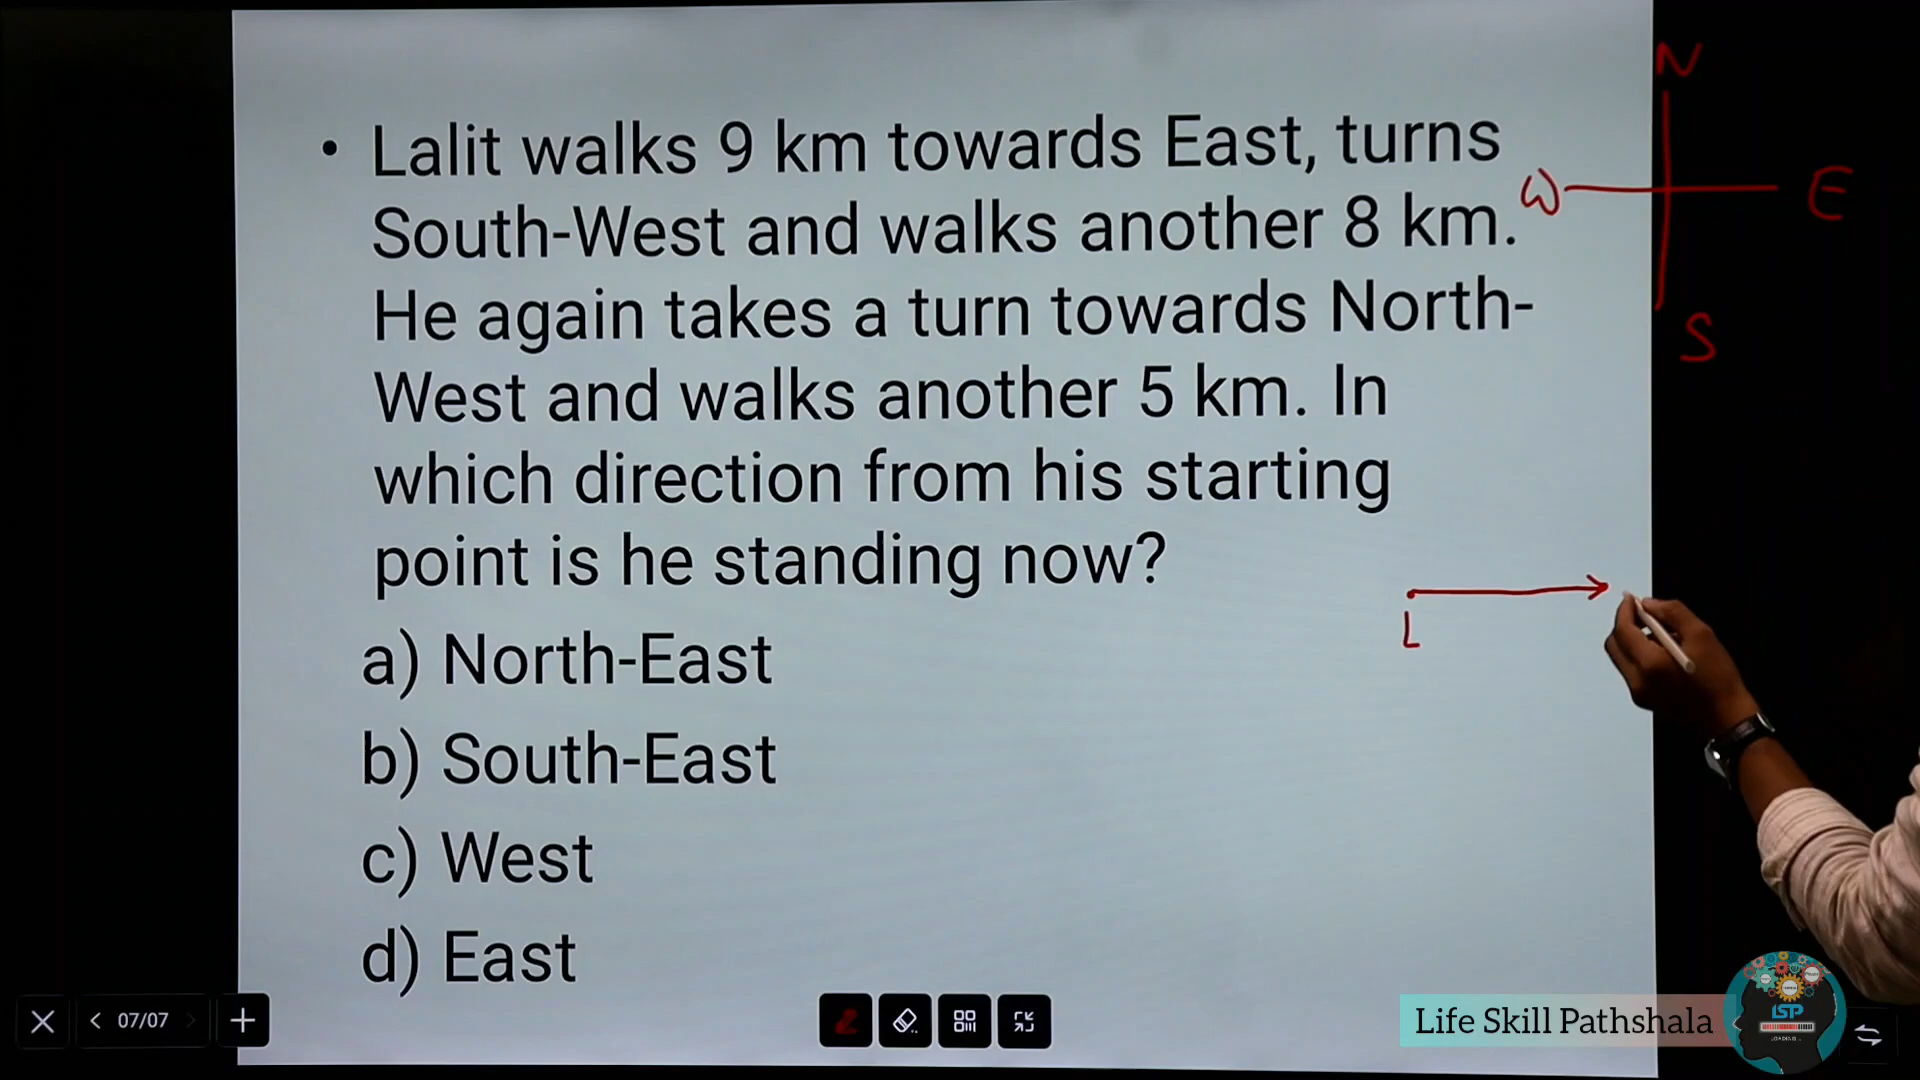 • Lalit walks 9 km towards East, turns
South-West and walks another 8 km.
He again takes a turn towards North-
West and walks another 5 km. In
which direction from his starting
point is he standing now?
a) North-East
b) South-East
c) West
d) East
N
W
E
S
L
07/07
Life Skill Pathshala
LSP